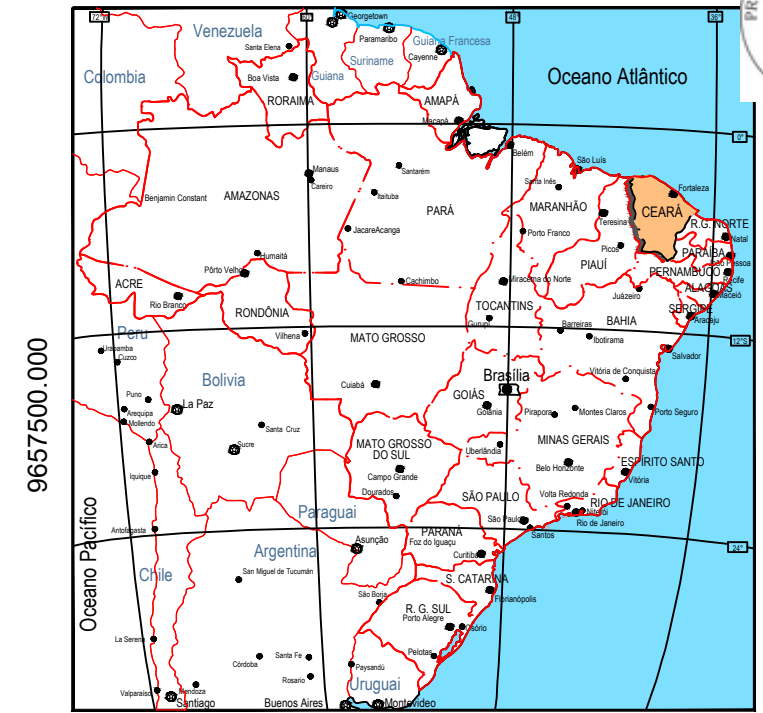 72°W
60°
48°
36°
PR
Georgetown
Venezuela
Paramaribo
Santa Elena
Guiana Francesa
Suriname
Cayenne
Colombia
Boa Vista
Guiana
Oceano Atlântico
RORAIMA
AMAPÁ
Macapá
0°
Belém
São Luís
Manaus
Santarém
Careiro
Santa Inês
Fortaleza
Benjamin Constant
AMAZONAS
Itaituba
PARÁ
MARANHÃO
CEARÁ
Teresina
R.G. NORTE
JacareAcanga
Porto Franco
Natal
Picos
PARAÍBA
Humaitá
João Pessoa
PIAUÍ
Pôrto Velho
PERNAMBUCO
Cachimbo
Miracema do Norte
Recife
ACRE
ALAGOAS
Juázeiro
Maceió
Rio Branco
TOCANTINS
SERGIPE
RONDÔNIA
Gurupi
BAHIA
Aracaju
Peru
Vilhena
MATO GROSSO
Barreiras
Ibotirama
12°S
Urubamba
Cuzco
Salvador
9657500.000
Bolivia
Cuiabá
Brasília
Vitória de Conquista
Puno
La Paz
GOIÁS
Arequipa
Goiânia
Pirapora
Montes Claros
Porto Seguro
Mollendo
Santa Cruz
Arica
Sucre
MATO GROSSO
DO SUL
Uberlândia
MINAS GERAIS
Iquique
Campo Grande
Belo Horizonte
ESPÍRITO SANTO
Vitória
Dourados
SÃO PAULO
Volta Redonda
RIO DE JANEIRO
Oceano Pacífico
Paraguai
Niterói
São Paulo
Rio de Janeiro
Antofagasta
PARANÁ
Santos
Asunção
Foz do Iguaçu
Argentina
Curitiba
24°
Chile
San Miguel de Tucumán
S. CATARINA
São Borja
Florianópolis
R. G. SUL
Porto Alegre
Osório
La Serena
Pelotas
Córdoba
Santa Fe
Paysandú
Rosario
Uruguai
Valparaíso
Mendoza
Santiago
Buenos Aires
Montevideo